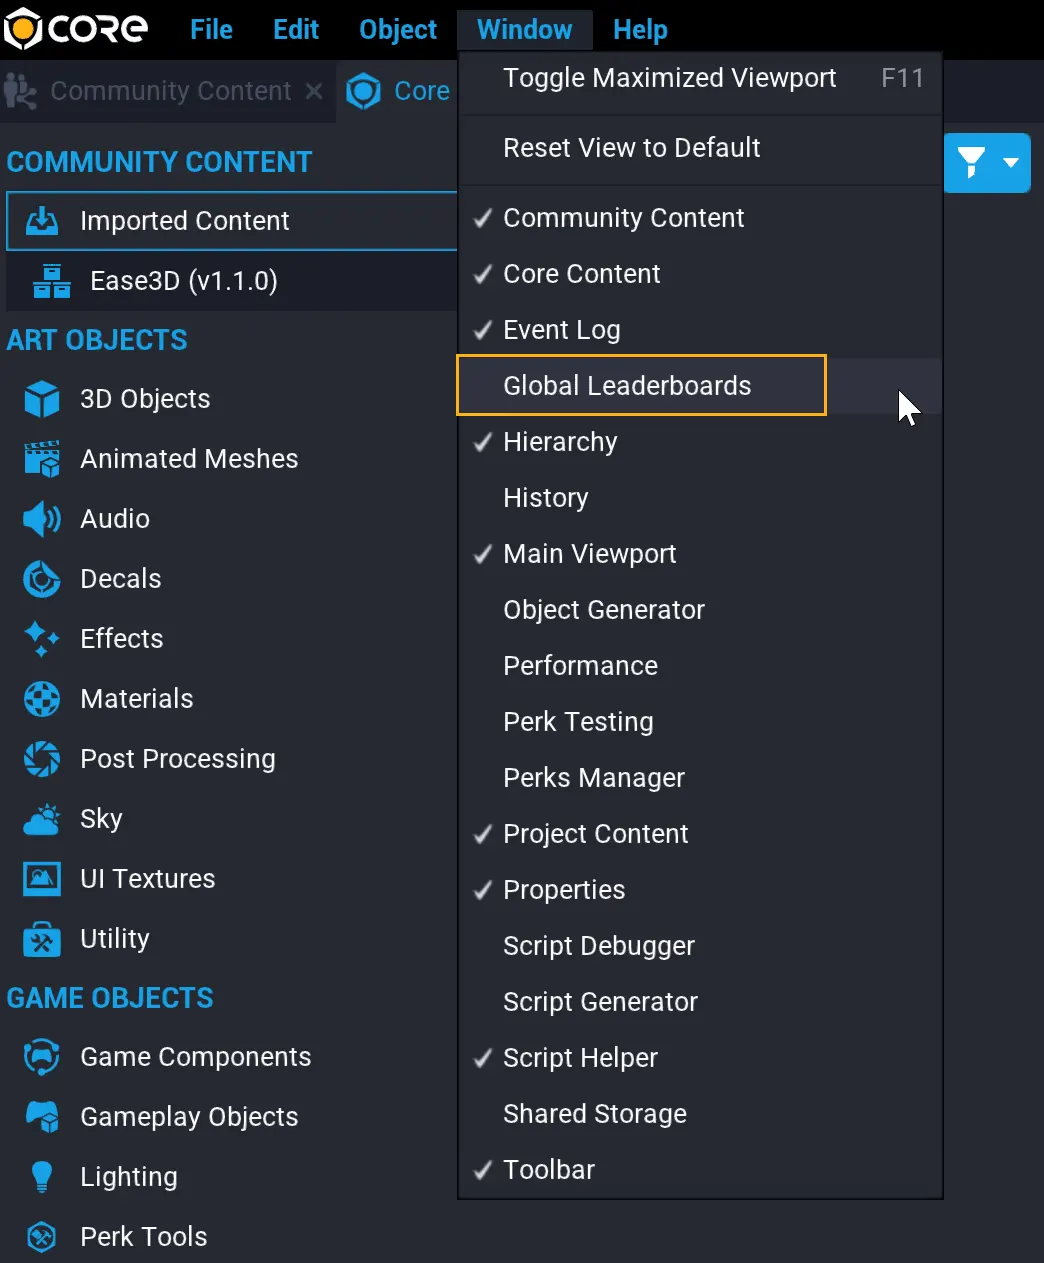 CORE File Edit Object Window Help
Community Content Core
COMMUNITY CONTENT
Imported Content
Ease3D (v1.1.0)
ART OBJECTS
3D Objects
Animated Meshes
Audio
Decals
Effects
Materials
Post Processing
Sky
UI Textures
Utility
GAME OBJECTS
Game Components
Gameplay Objects
Lighting
Perk Tools
Toggle Maximized Viewport F11
Reset View to Default
Community Content
Core Content
Event Log
Global Leaderboards
Hierarchy
History
Main Viewport
Object Generator
Performance
Perk Testing
Perks Manager
Project Content
Properties
Script Debugger
Script Generator
Script Helper
Shared Storage
Toolbar